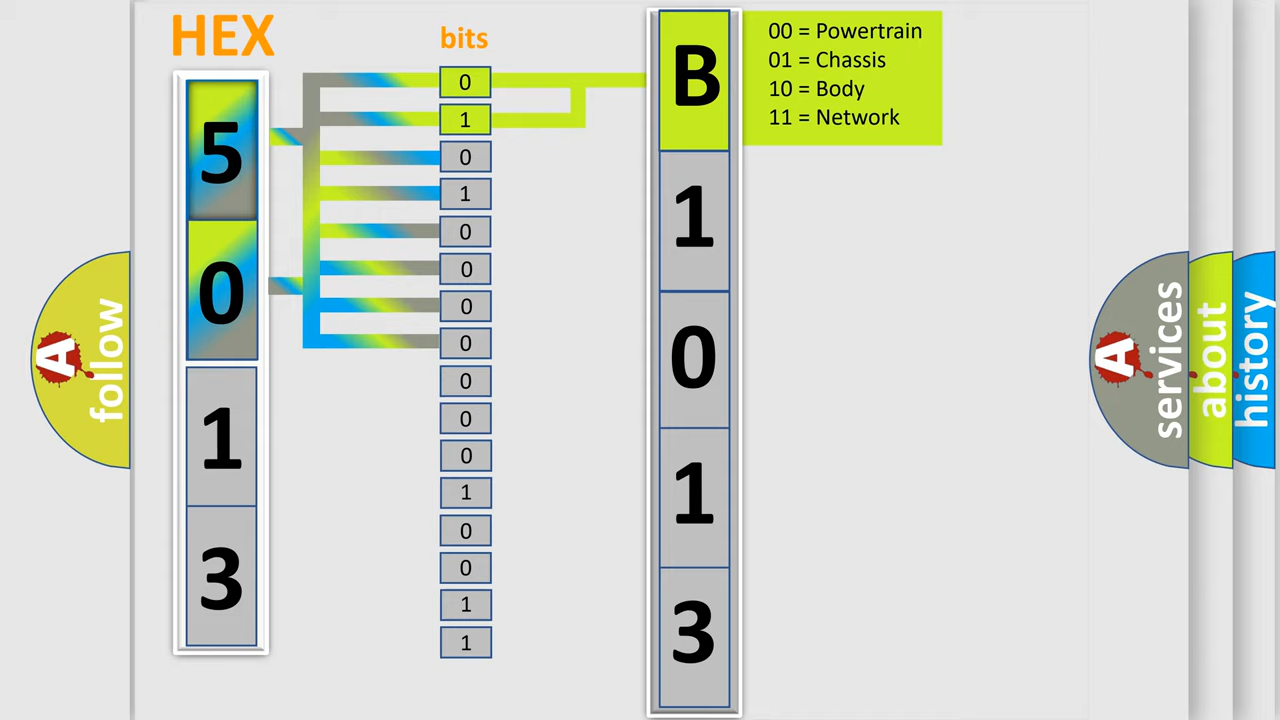 HEX
bits
5
0
1
3
0
1
0
1
0
0
0
0
0
0
0
1
0
0
1
1
B
1
0
1
3
00 = Powertrain
01 = Chassis
10 = Body
11 = Network
A follow
A services
about
history